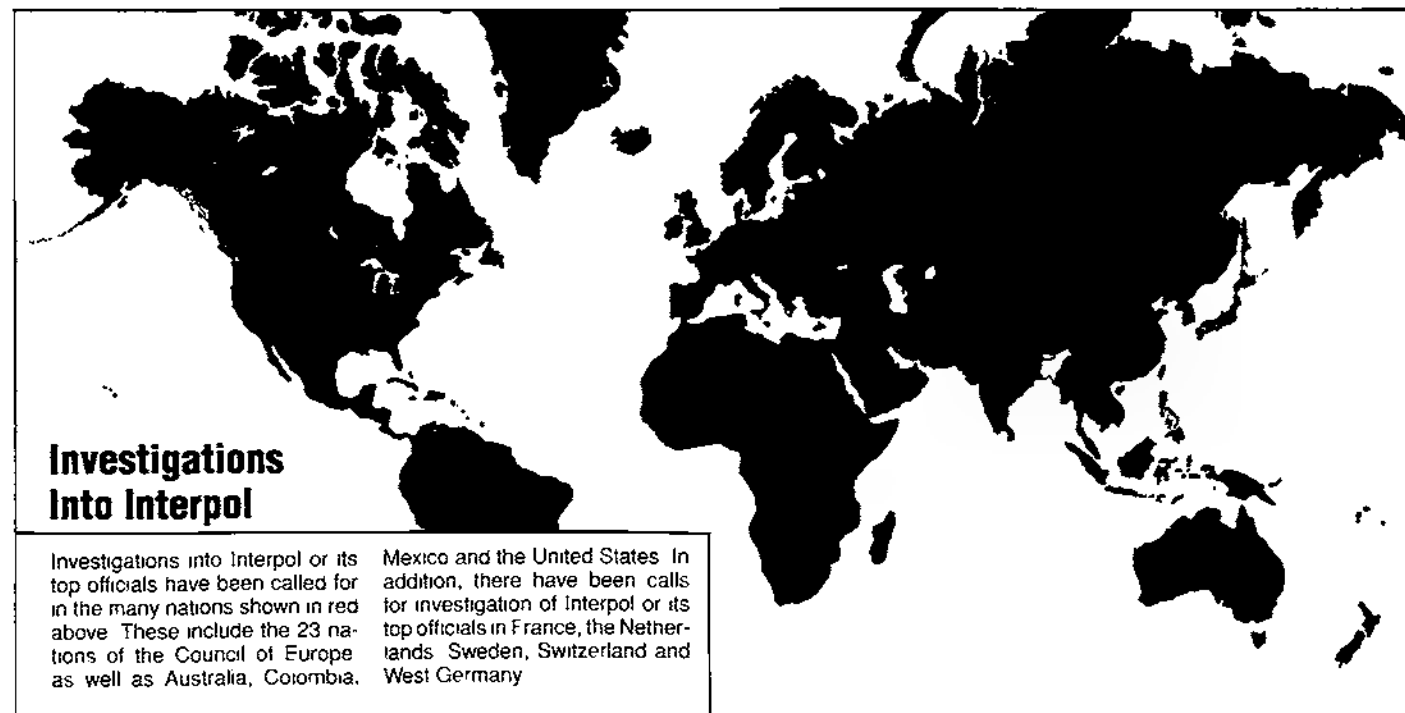 Investigations
Into Interpol
Investigations into Interpol or its
top officials have been called for
in the many nations shown in red
above These include the 23 na-
tions of the Council of Europe
as well as Australia, Colombia,
Mexico and the United States In
addition, there have been calls
for investigation of Interpol or its
top officials in France, the Nether-
lands Sweden, Switzerland and
West Germany